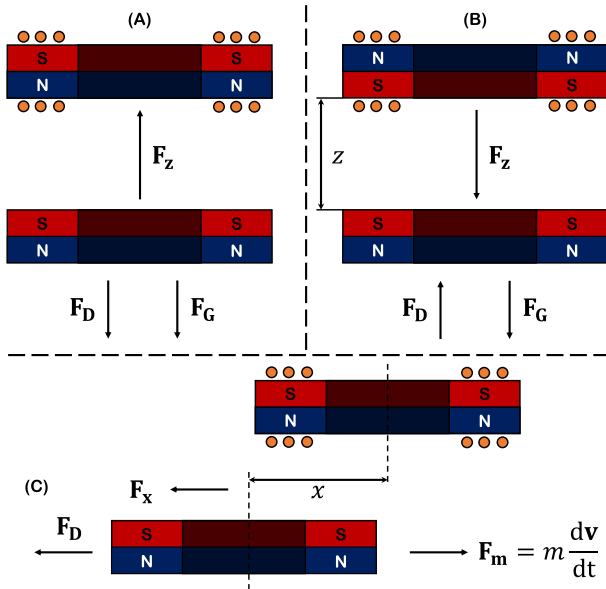 (A)
S S
N N
F_z
S S
N N
F_D F_G
(B)
N N
S S
z
F_z
S S
N N
F_D F_G
S S
N N
(C)
F_x x
F_D
S S
N N
F_m = m dv/dt